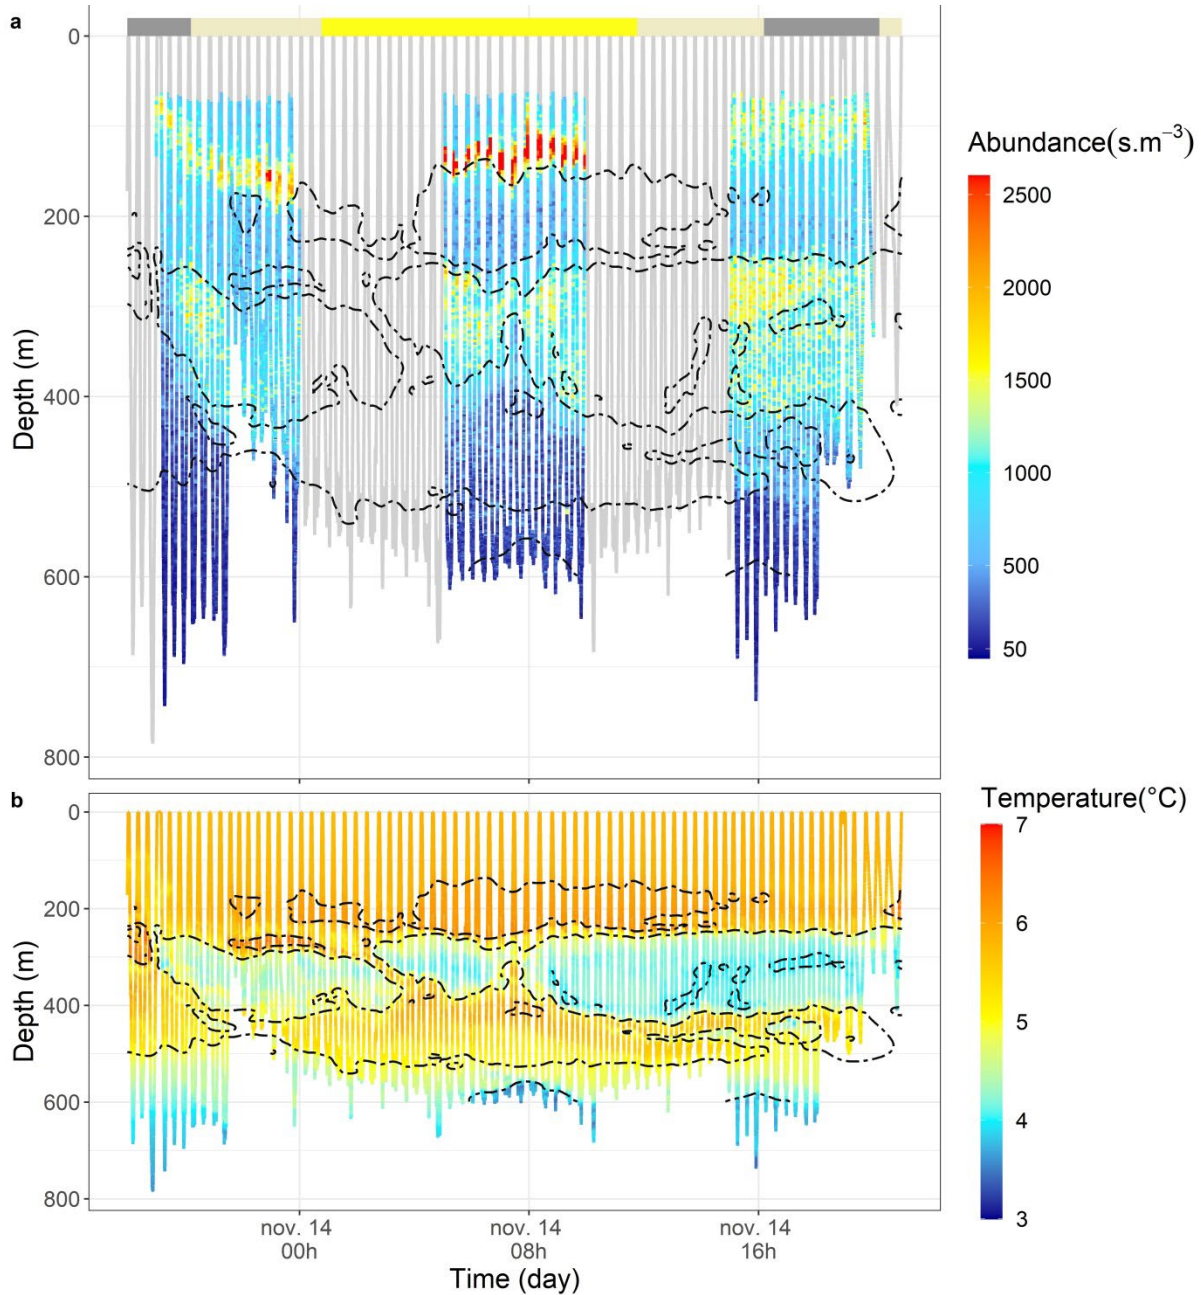 a
0
200
400
600
800
Depth (m)
Abundance(s.m⁻³)
2500
2000
1500
1000
500
50
b
0
200
400
600
800
Depth (m)
Temperature(°C)
7
6
5
4
3
nov. 14
00h
nov. 14
08h
nov. 14
16h
Time (day)